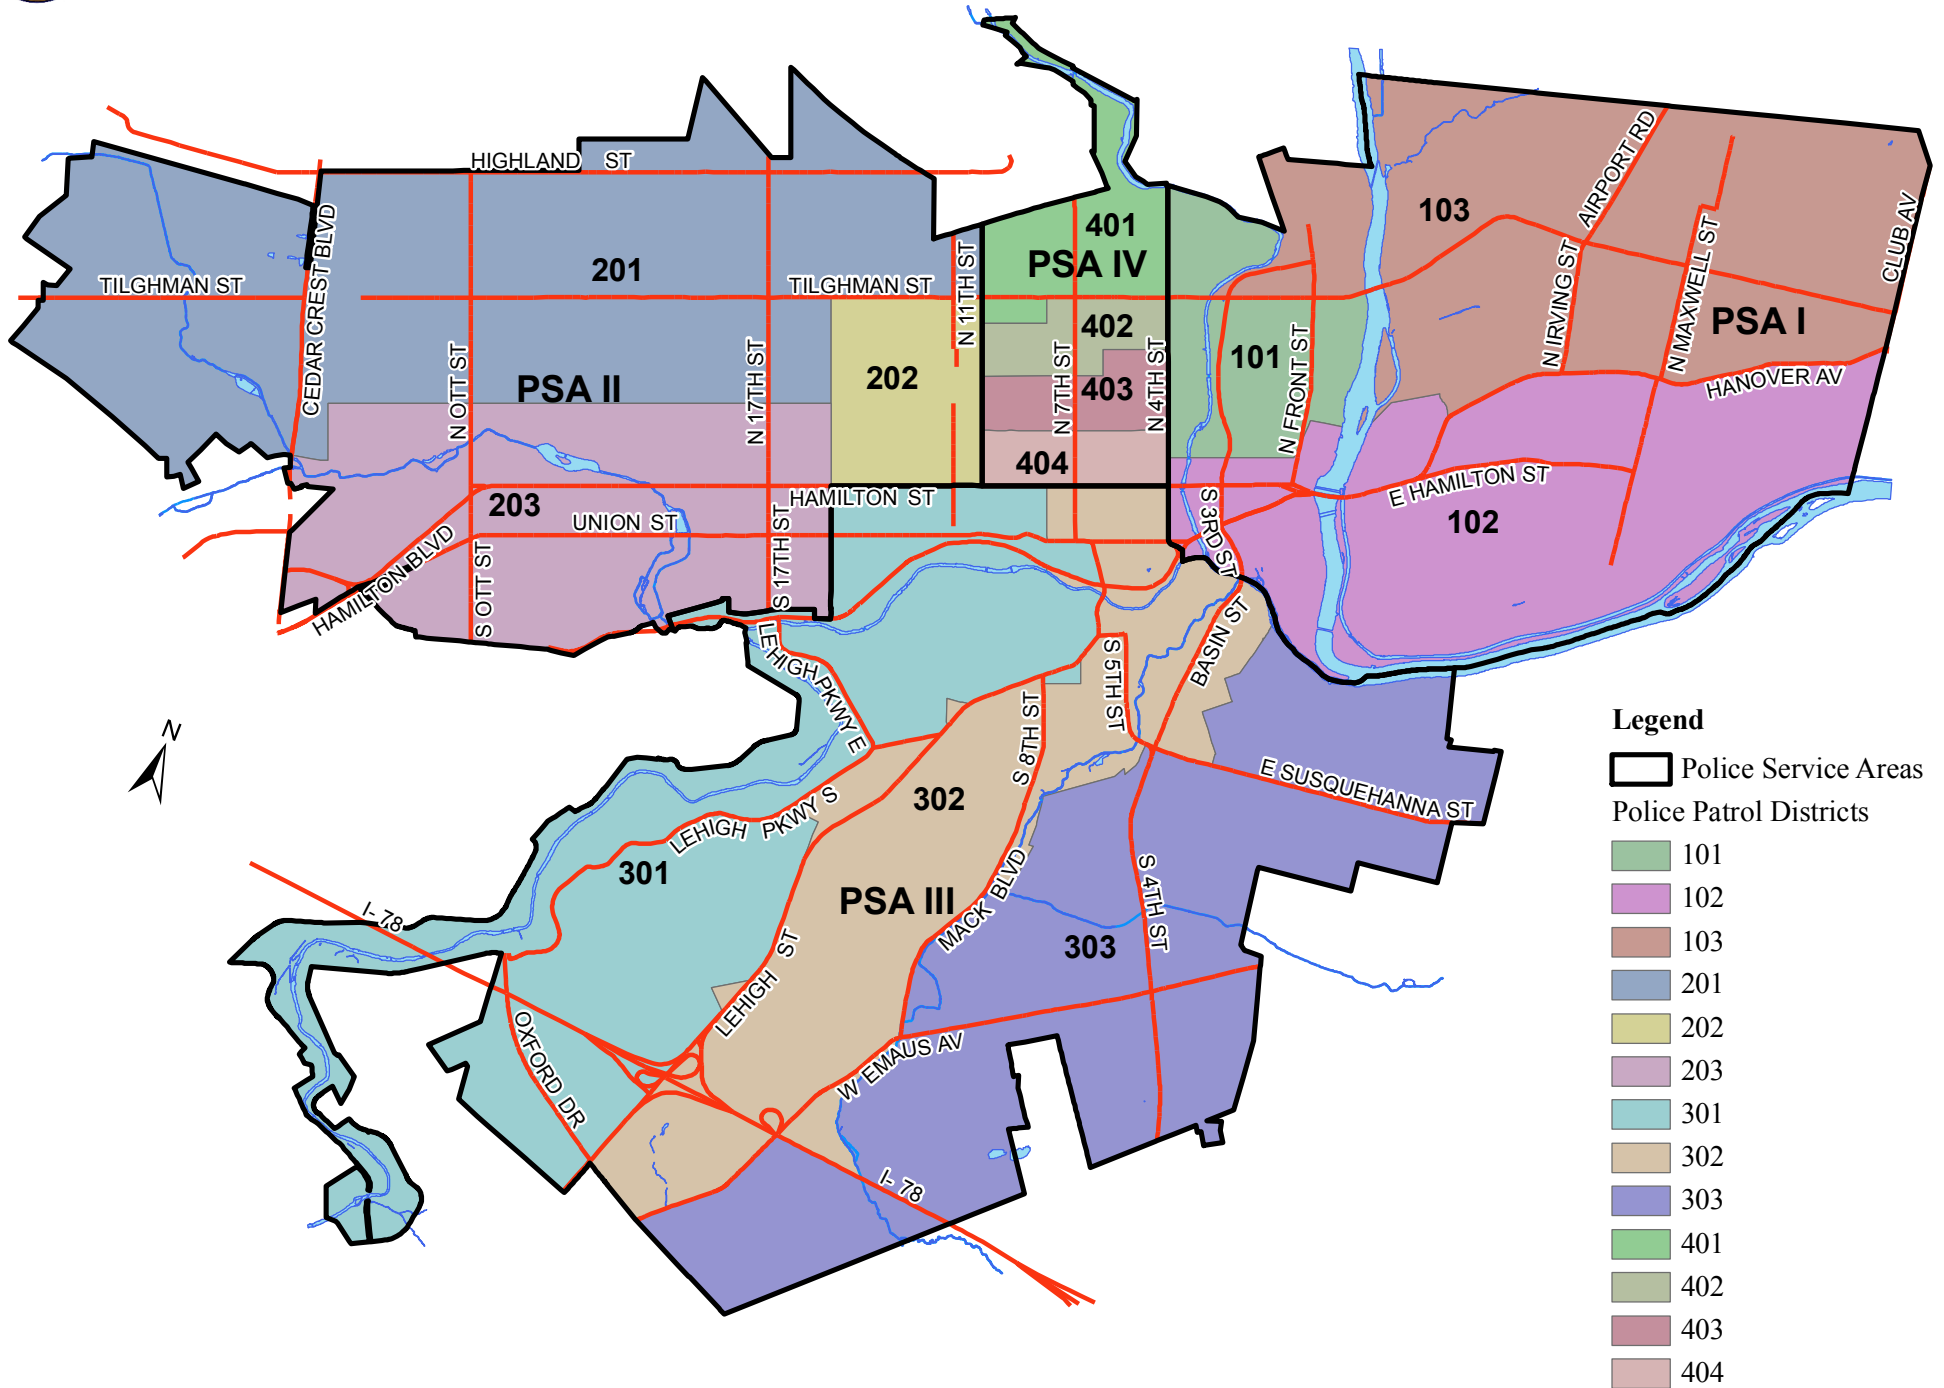 HIGHLAND ST
AIRPORT RD
103
401
PSA IV
CLUB AV
CEDAR CREST BLVD
201
TILGHMAN ST
TILGHMAN ST
N 11TH ST
N IRVING ST
N MAXWELL ST
PSA I
402
101
N FRONT ST
N OTT ST
PSA II
N 17TH ST
202
N 7TH ST
403
N 4TH ST
HANOVER AV
404
203
HAMILTON ST
E HAMILTON ST
UNION ST
S 3RD ST
102
HAMILTON BLVD
S OTT ST
S 17TH ST
LEHIGH PKWY E
S 5TH ST
BASIN ST
N
S 8TH ST
E SUSQUEHANNA ST
302
LEHIGH PKWY S
301
PSA III
MACK BLVD
S 4TH ST
I-78
303
LEHIGH ST
OXFORD DR
W EMAUS AV
I-78
Legend
Police Service Areas
Police Patrol Districts
101
102
103
201
202
203
301
302
303
401
402
403
404